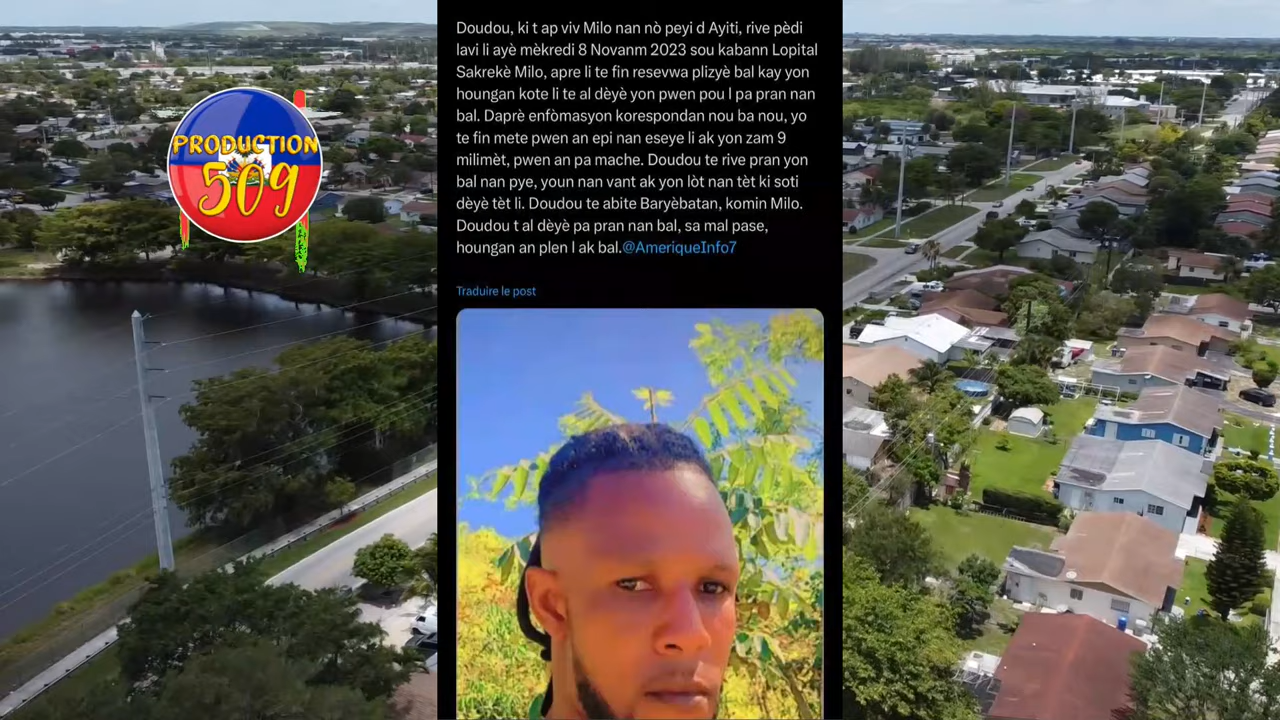 PRODUCTION
509
Doudou, ki t ap viv Milo nan nò peyi d Ayiti, rive pèdi
lavi li ayè mèkredi 8 Novanm 2023 sou kabann Lopital
Sakrekè Milo, apre li te fin resevwa plizyè bal kay yon
houngan kote li te al dèyè yon pwen pou l pa pran nan
bal. Daprè enfòmasyon korespondan nou ba nou, yo
te fin mete pwen an epi nan eseye li ak yon zam 9
milimèt, pwen an pa mache. Doudou te rive pran yon
bal nan pye, youn nan vant ak yon lòt nan tèt ki soti
dèyè tèt li. Doudou te abite Baryèbatan, komin Milo.
Doudou t al dèyè pa pran nan bal, sa mal pase,
houngan an plen l ak bal.@AmeriqueInfo7
Traduire le post